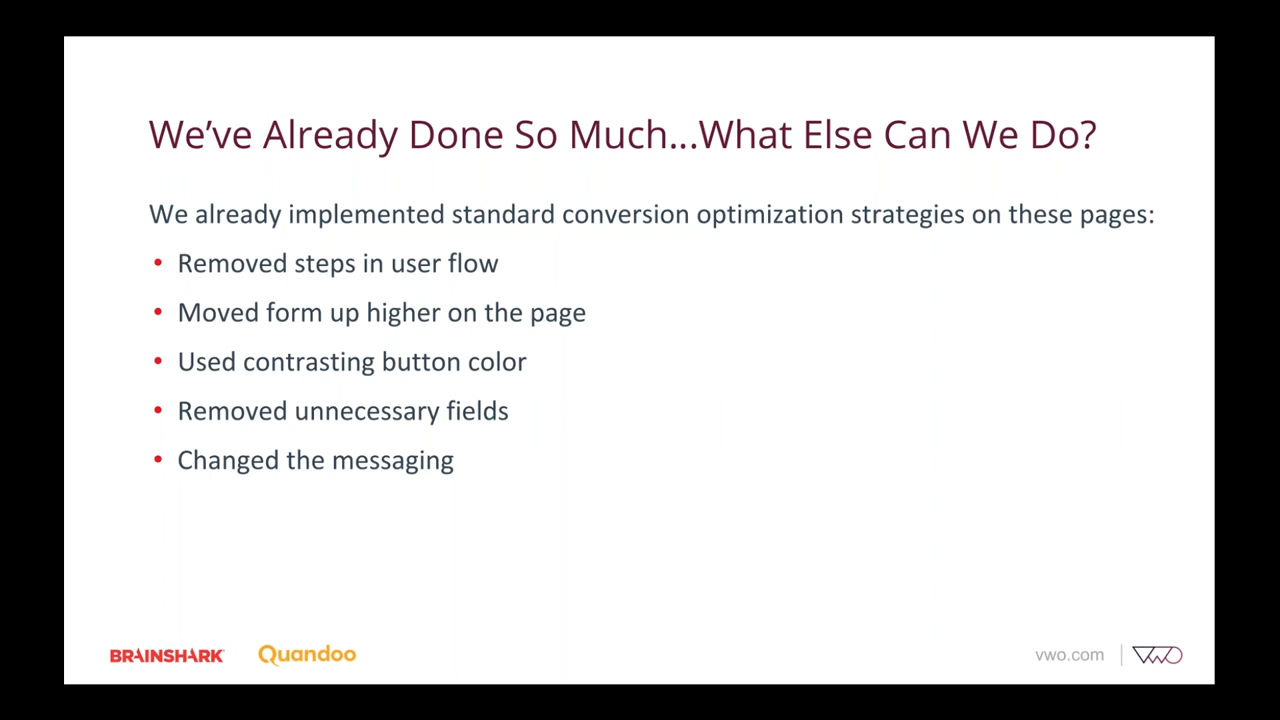 We’ve Already Done So Much...What Else Can We Do?
We already implemented standard conversion optimization strategies on these pages:
• Removed steps in user flow
• Moved form up higher on the page
• Used contrasting button color
• Removed unnecessary fields
• Changed the messaging
BRAINSHARK Quandoo vwo.com | VWO